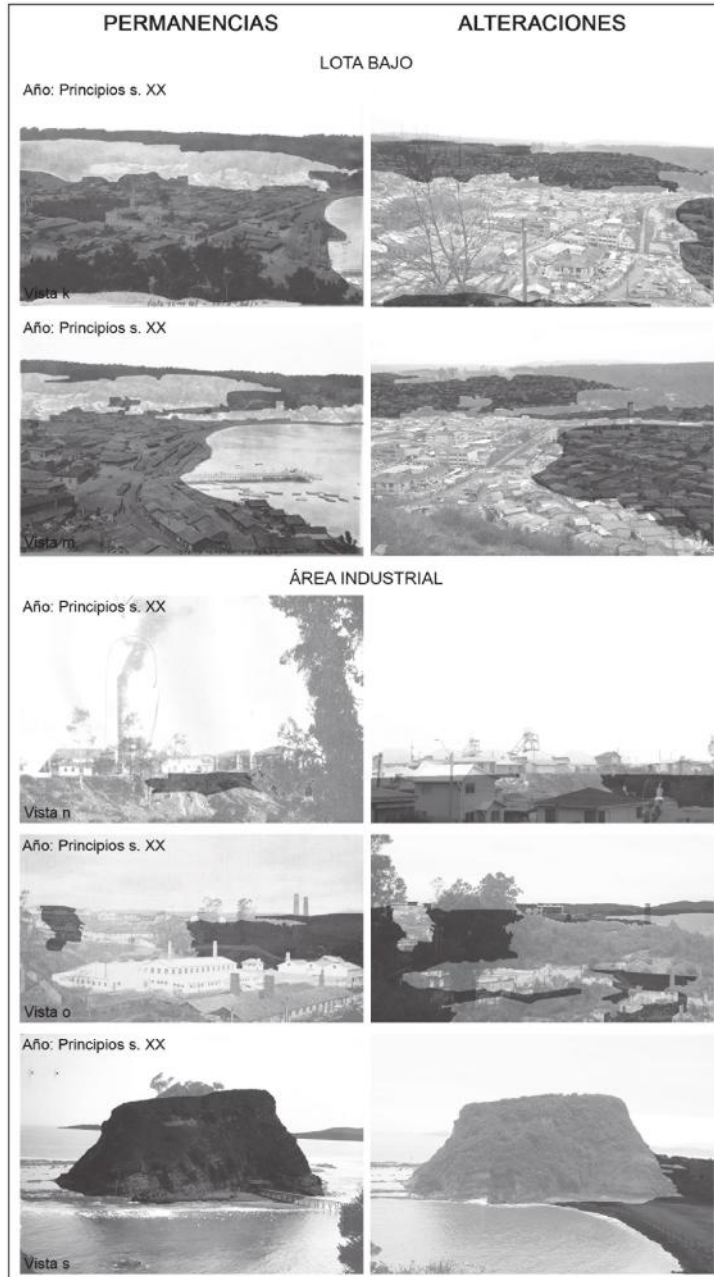 PERMANENCIAS ALTERACIONES
LOTA BAJO
Año: Principios s. XX
Vista k
Año: Principios s. XX
Vista m
ÁREA INDUSTRIAL
Año: Principios s. XX
Vista n
Año: Principios s. XX
Vista o
Año: Principios s. XX
Vista s